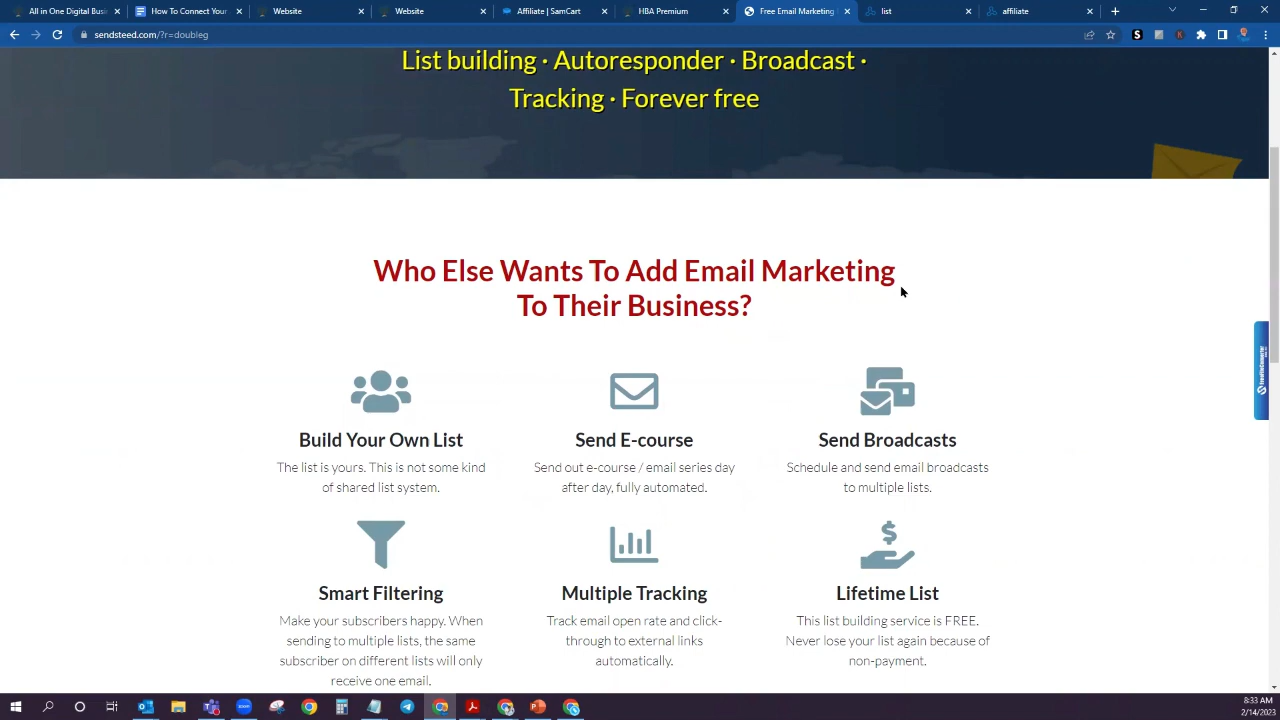 All in One Digital Busin
How To Connect Your
Website
Website
Affiliate | SamCart
HBA Premium
Free Email Marketing
list
affiliate
sendsteed.com/?r=doubleg
List building · Autoresponder · Broadcast ·
Tracking · Forever free
Who Else Wants To Add Email Marketing
To Their Business?
Build Your Own List
The list is yours. This is not some kind
of shared list system.
Send E-course
Send out e-course / email series day
after day, fully automated.
Send Broadcasts
Schedule and send email broadcasts
to multiple lists.
Smart Filtering
Make your subscribers happy. When
sending to multiple lists, the same
subscriber on different lists will only
receive one email.
Multiple Tracking
Track email open rate and click-
through to external links
automatically.
Lifetime List
This list building service is FREE.
Never lose your list again because of
non-payment.
8:33 AM
2/14/2023